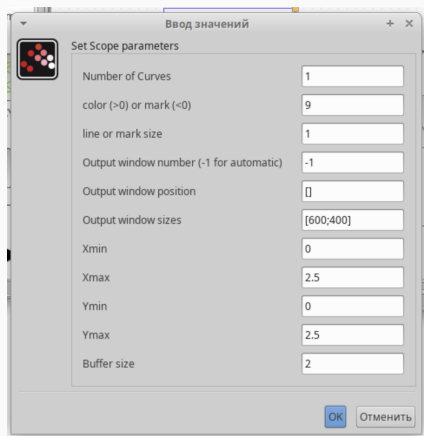 Ввод значений
Set Scope parameters
Number of Curves 1
color (>0) or mark (<0) 9
line or mark size 1
Output window number (-1 for automatic) -1
Output window position []
Output window sizes [600;400]
Xmin 0
Xmax 2.5
Ymin 0
Ymax 2.5
Buffer size 2
OK Отменить